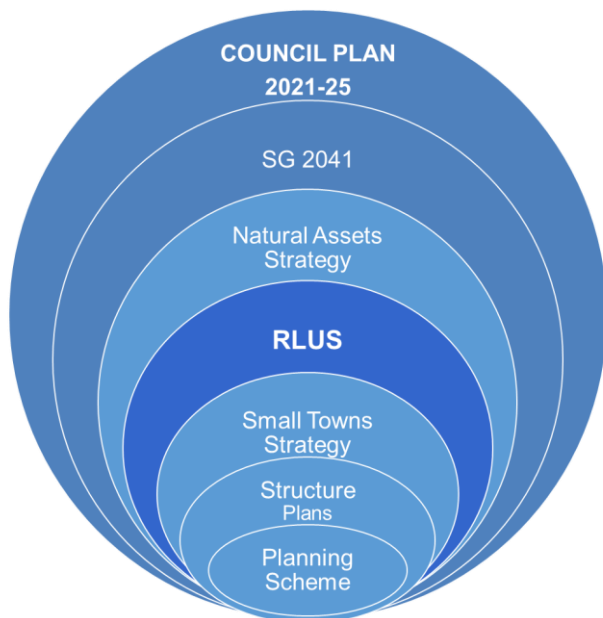 COUNCIL PLAN
2021-25
SG 2041
Natural Assets
Strategy
RLUS
Small Towns
Strategy
Structure
Plans
Planning
Scheme